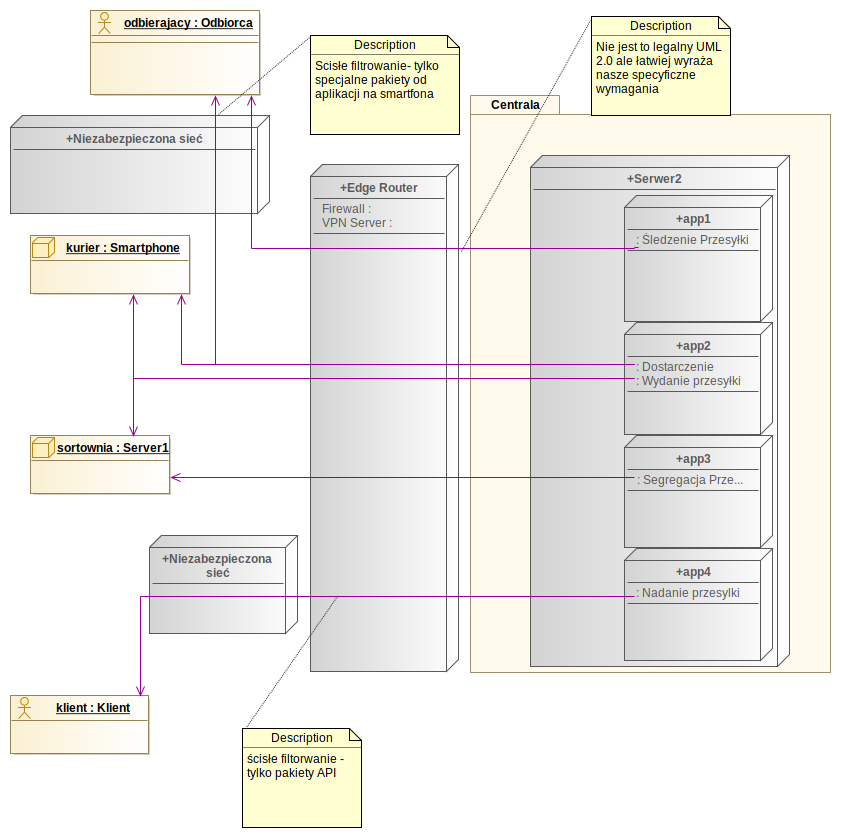 odbierajacy : Odbiorca
Description
Scisłe filtrowanie- tylko
specjalne pakiety od
aplikacji na smartfona
Description
Nie jest to legalny UML
2.0 ale łatwiej wyraża
nasze specyficzne
wymagania
Centrala
+Niezabezpieczona sieć
+Edge Router
Firewall :
VPN Server :
+Serwer2
+app1
: Śledzenie Przesyłki
kurier : Smartphone
+app2
: Dostarczenie
: Wydanie przesyłki
sortownia : Server1
+app3
: Segregacja Prze...
+Niezabezpieczona
sieć
+app4
: Nadanie przesylki
klient : Klient
Description
ścisłe filtorwanie -
tylko pakiety API